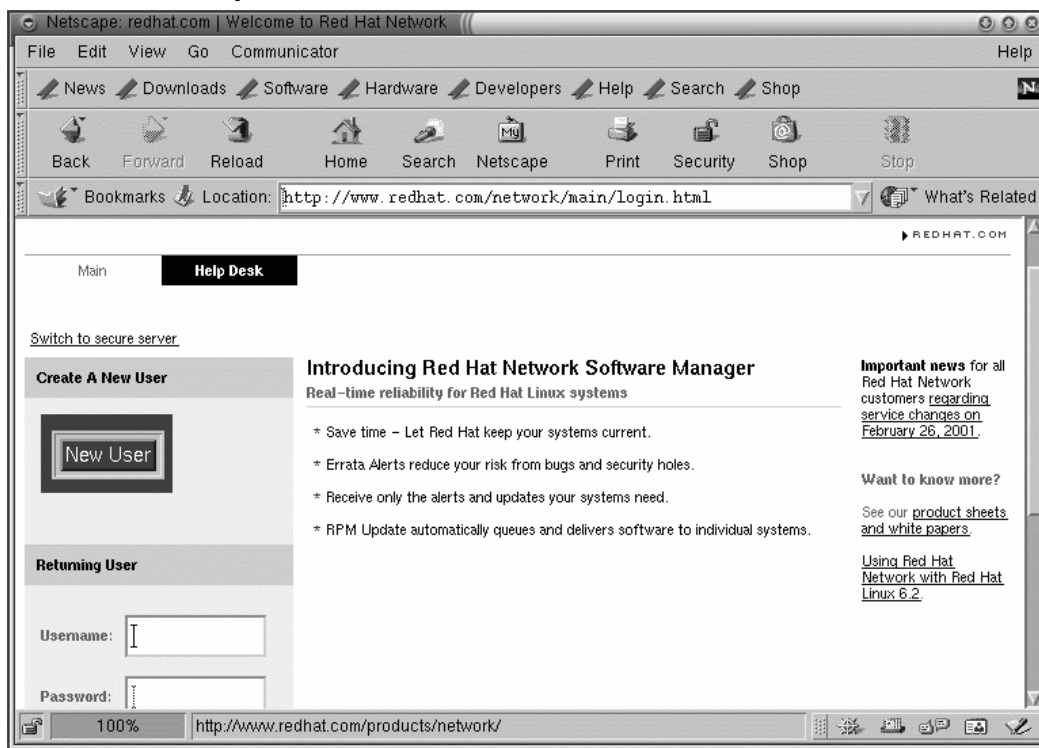 Netscape: redhat.com | Welcome to Red Hat Network
File Edit View Go Communicator Help
News Downloads Software Hardware Developers Help Search Shop
N
My
Back Forward Reload Home Search Netscape Print Security Shop Stop
Bookmarks Location: http://www.redhat.com/network/main/login.html What's Related
REDHAT.COM
Main Help Desk
Switch to secure server
Create A New User
New User
Returning User
Username:
Password:
Introducing Red Hat Network Software Manager
Real-time reliability for Red Hat Linux systems
* Save time – Let Red Hat keep your systems current.
* Errata Alerts reduce your risk from bugs and security holes.
* Receive only the alerts and updates your systems need.
* RPM Update automatically queues and delivers software to individual systems.
Important news for all
Red Hat Network
customers regarding
service changes on
February 26, 2001.
Want to know more?
See our product sheets
and white papers.
Using Red Hat
Network with Red Hat
Linux 6.2.
100% http://www.redhat.com/products/network/